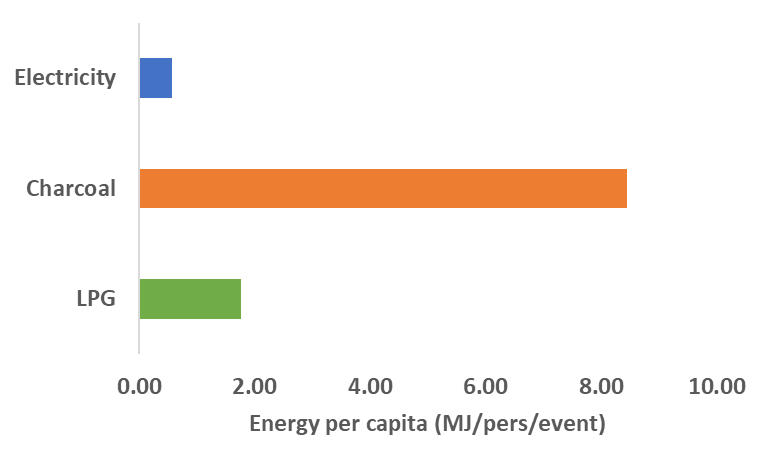 Electricity
Charcoal
LPG
0.00 2.00 4.00 6.00 8.00 10.00
Energy per capita (MJ/pers/event)